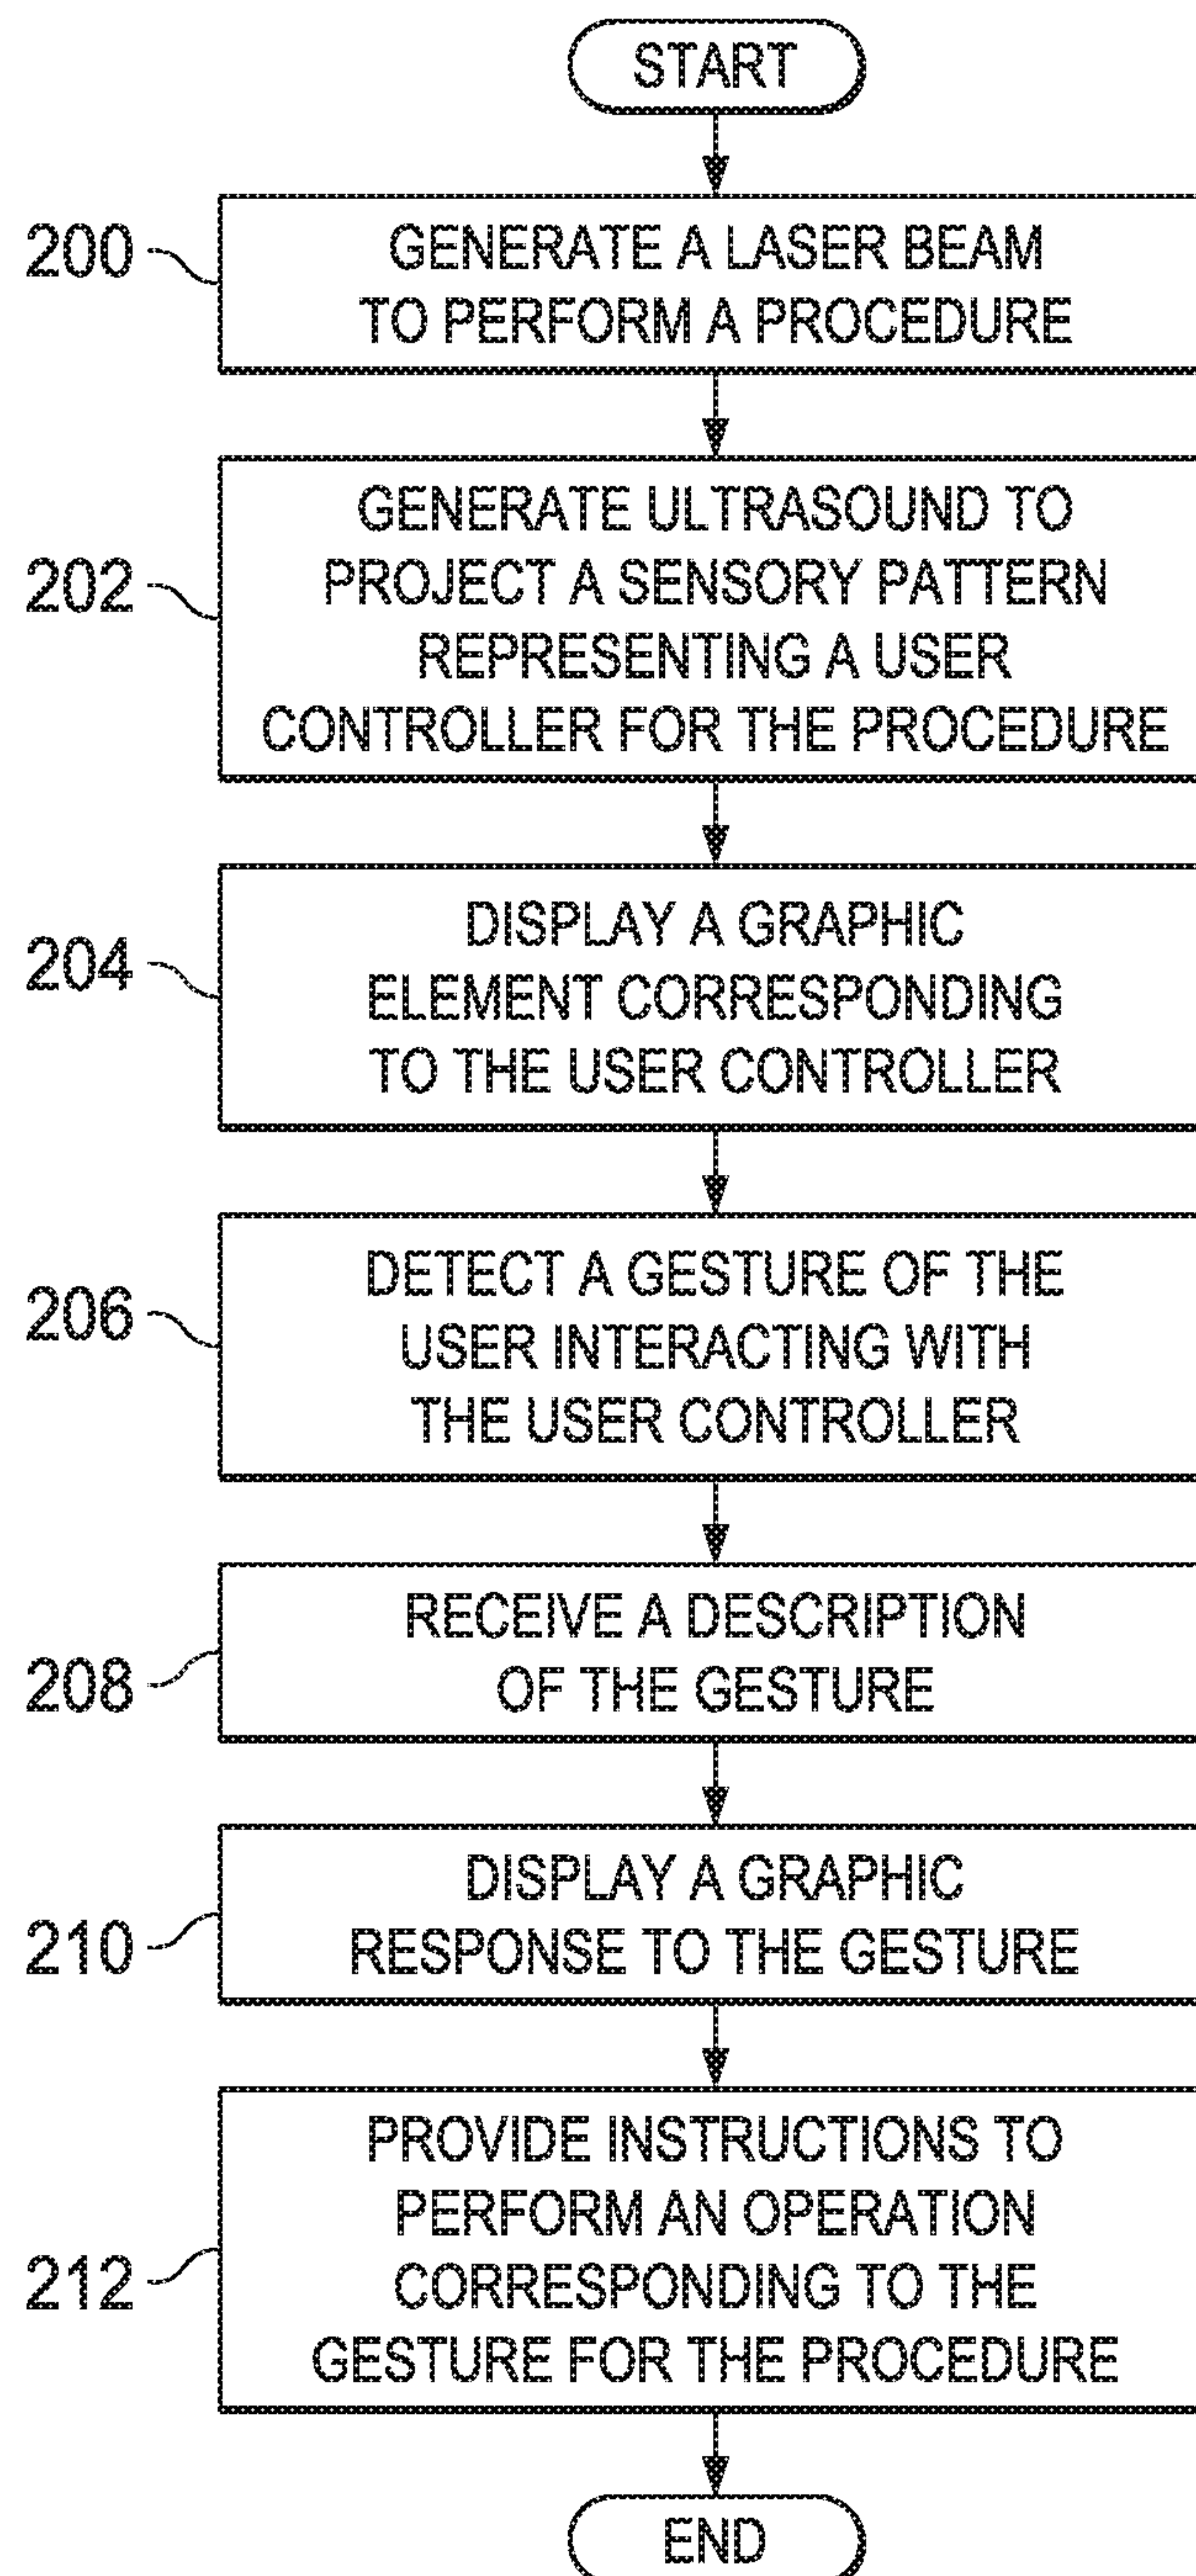 START
200
GENERATE A LASER BEAM
TO PERFORM A PROCEDURE
202
GENERATE ULTRASOUND TO
PROJECT A SENSORY PATTERN
REPRESENTING A USER
CONTROLLER FOR THE PROCEDURE
204
DISPLAY A GRAPHIC
ELEMENT CORRESPONDING
TO THE USER CONTROLLER
206
DETECT A GESTURE OF THE
USER INTERACTING WITH
THE USER CONTROLLER
208
RECEIVE A DESCRIPTION
OF THE GESTURE
210
DISPLAY A GRAPHIC
RESPONSE TO THE GESTURE
212
PROVIDE INSTRUCTIONS TO
PERFORM AN OPERATION
CORRESPONDING TO THE
GESTURE FOR THE PROCEDURE
END